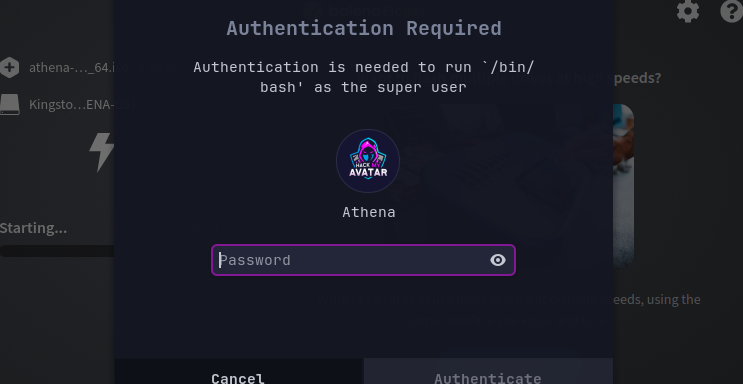 Authentication Required
athena-…_64.i
Authentication is needed to run `/bin/
bash' as the super user
peeds?
Kingsto…ENA-
HACK MY
AVATAR
Athena
Starting...
Password
eeds, using the
Cancel
Authenticate